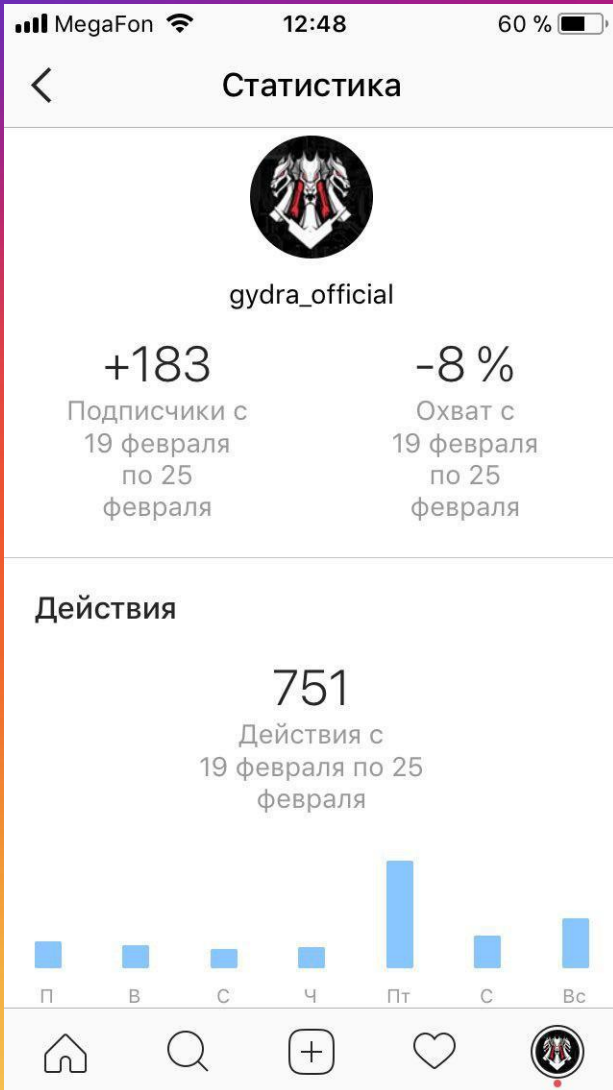 MegaFon 12:48 60 %
Статистика
gydra_official
+183 -8 %
Подписчики с Охват с
19 февраля 19 февраля
по 25 по 25
февраля февраля
Действия
751
Действия с
19 февраля по 25
февраля
П В С Ч Пт С Вс